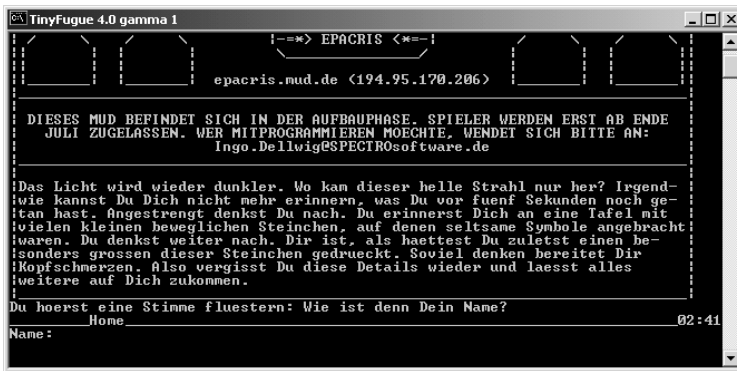 TinyFugue 4.0 gamma 1
|-=*> EPACRIS <*=-|
epacris.mud.de (194.95.170.206)
DIESES MUD BEFINDET SICH IN DER AUFBAUPHASE. SPIELER WERDEN ERST AB ENDE
JULI ZUGELASSEN. WER MITPROGRAMMIEREN MOECHTE, WENDET SICH BITTE AN:
Ingo.Dellwig@SPECTROsoftware.de
Das Licht wird wieder dunkler. Wo kam dieser helle Strahl nur her? Irgend-
wie kannst Du Dich nicht mehr erinnern, was Du vor fuenf Sekunden noch ge-
tan hast. Angestrengt denkst Du nach. Du erinnerst Dich an eine Tafel mit
vielen kleinen beweglichen Steinchen, auf denen seltsame Symbole angebracht
waren. Du denkst weiter nach. Dir ist, als haettest Du zuletst einen be-
sonders grossen dieser Steinchen gedrueckt. Soviel denken bereitet Dir
Kopfschmerzen. Also vergisst Du diese Details wieder und laesst alles
weitere auf Dich zukommen.
Du hoerst eine Stimme fluestern: Wie ist denn Dein Name?
Home 02:41
Name: